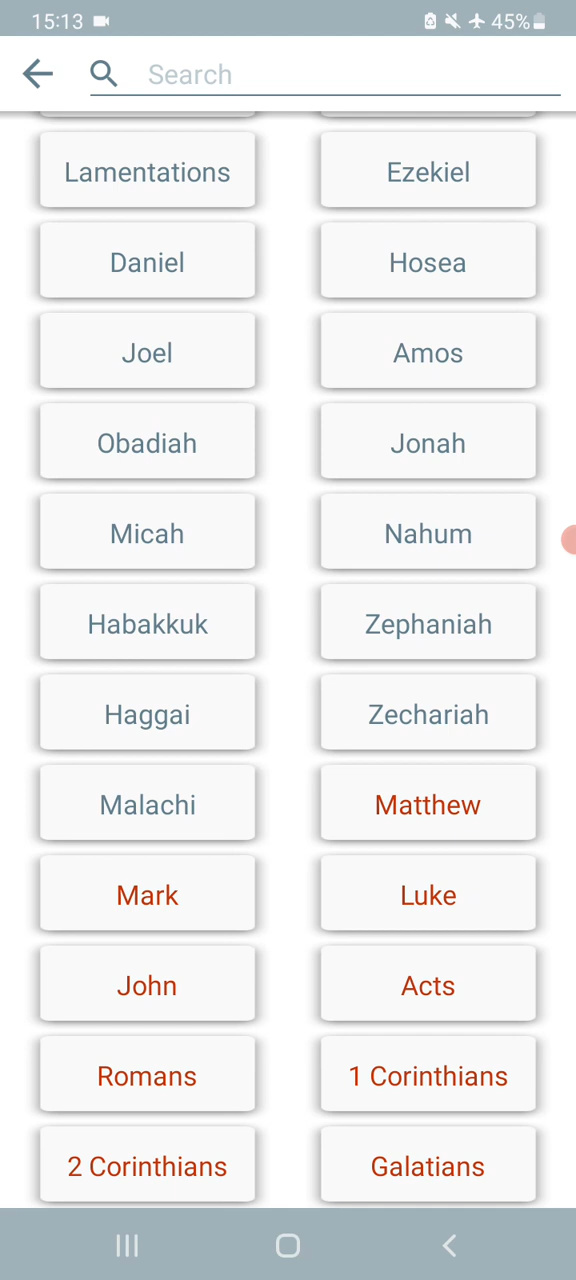 15:13 45%
Search
Lamentations Ezekiel
Daniel Hosea
Joel Amos
Obadiah Jonah
Micah Nahum
Habakkuk Zephaniah
Haggai Zechariah
Malachi Matthew
Mark Luke
John Acts
Romans 1 Corinthians
2 Corinthians Galatians